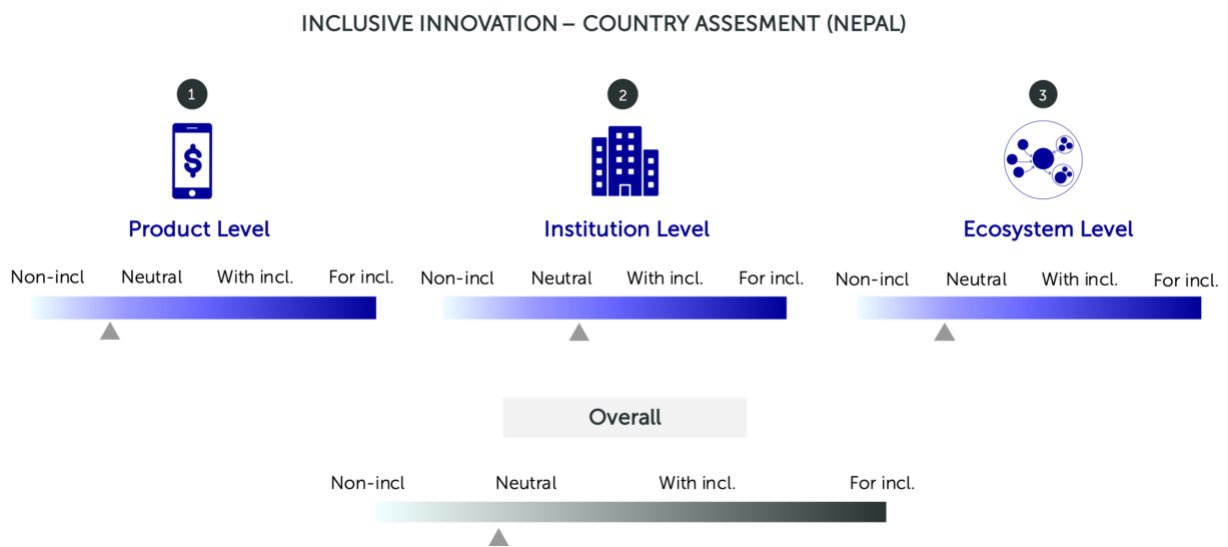 INCLUSIVE INNOVATION – COUNTRY ASSESMENT (NEPAL)
1
2
3
$
Product Level
Institution Level
Ecosystem Level
Non-incl Neutral With incl. For incl.
Non-incl Neutral With incl. For incl.
Non-incl Neutral With incl. For incl.
Overall
Non-incl Neutral With incl. For incl.